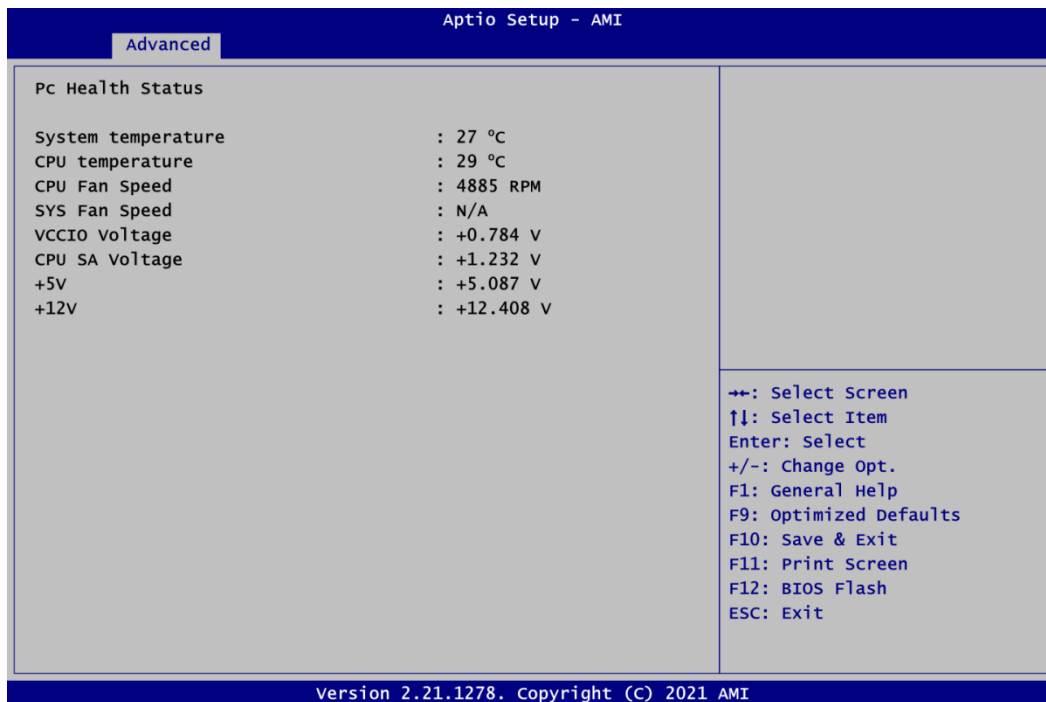 Aptio Setup – AMI
Advanced
Pc Health Status
System temperature : 27 °C
CPU temperature : 29 °C
CPU Fan Speed : 4885 RPM
SYS Fan Speed : N/A
VCCIO Voltage : +0.784 V
CPU SA Voltage : +1.232 V
+5V : +5.087 V
+12V : +12.408 V
→←: Select Screen
↑↓: Select Item
Enter: Select
+/-: Change Opt.
F1: General Help
F9: Optimized Defaults
F10: Save & Exit
F11: Print Screen
F12: BIOS Flash
ESC: Exit
Version 2.21.1278. Copyright (C) 2021 AMI